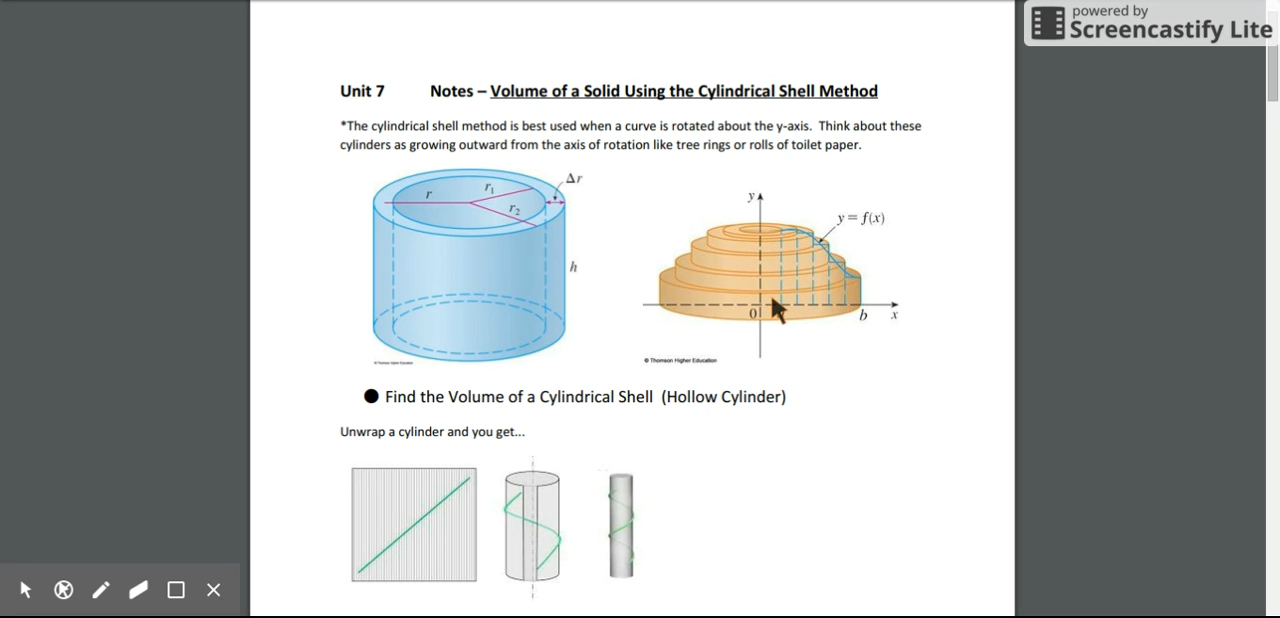 powered by
Screencastify Lite
Unit 7 Notes – Volume of a Solid Using the Cylindrical Shell Method
*The cylindrical shell method is best used when a curve is rotated about the y-axis. Think about these
cylinders as growing outward from the axis of rotation like tree rings or rolls of toilet paper.
r
r₁
r₂
Δr
h
y
y = f(x)
0
b
x
© Thomson Higher Education
● Find the Volume of a Cylindrical Shell (Hollow Cylinder)
Unwrap a cylinder and you get...